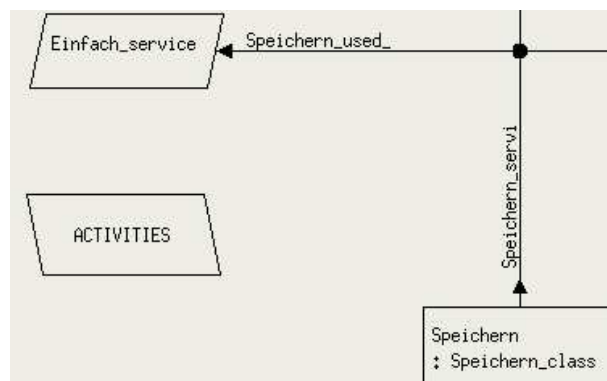 Einfach_service
Speichern_used_
Speichern_servi
ACTIVITIES
Speichern
: Speichern_class